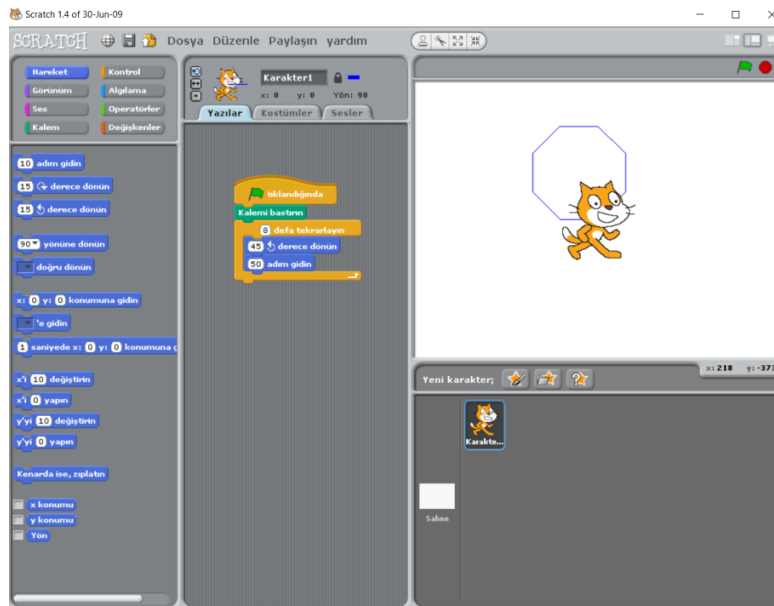 Scratch 1.4 of 30-Jun-09
SCRATCH Dosya Düzenle Paylaşın yardım
Hareket Kontrol
Görünüm Algılama
Ses Operatörler
Kalem Değişkenler
10 adım gidin
15 derece dönün
15 derece dönün
90 yönüne dönün
doğru dönün
x: 0 y: 0 konumuna gidin
'e gidin
1 saniyede x: 0 y: 0 konumuna g
x'i 10 değiştirin
x'i 0 yapın
y'yi 10 değiştirin
y'yi 0 yapın
Kenarda ise, zıplatın
x konumu
y konumu
Yön
Karakter1
x: 0 y: 0 Yön: 90
Yazılar Kostümler Sesler
tıklandığında
Kalemi bastırın
8 defa tekrarlayın
45 derece dönün
50 adım gidin
x: 210 y: -371
Yeni karakter;
Karakte...
Sahne